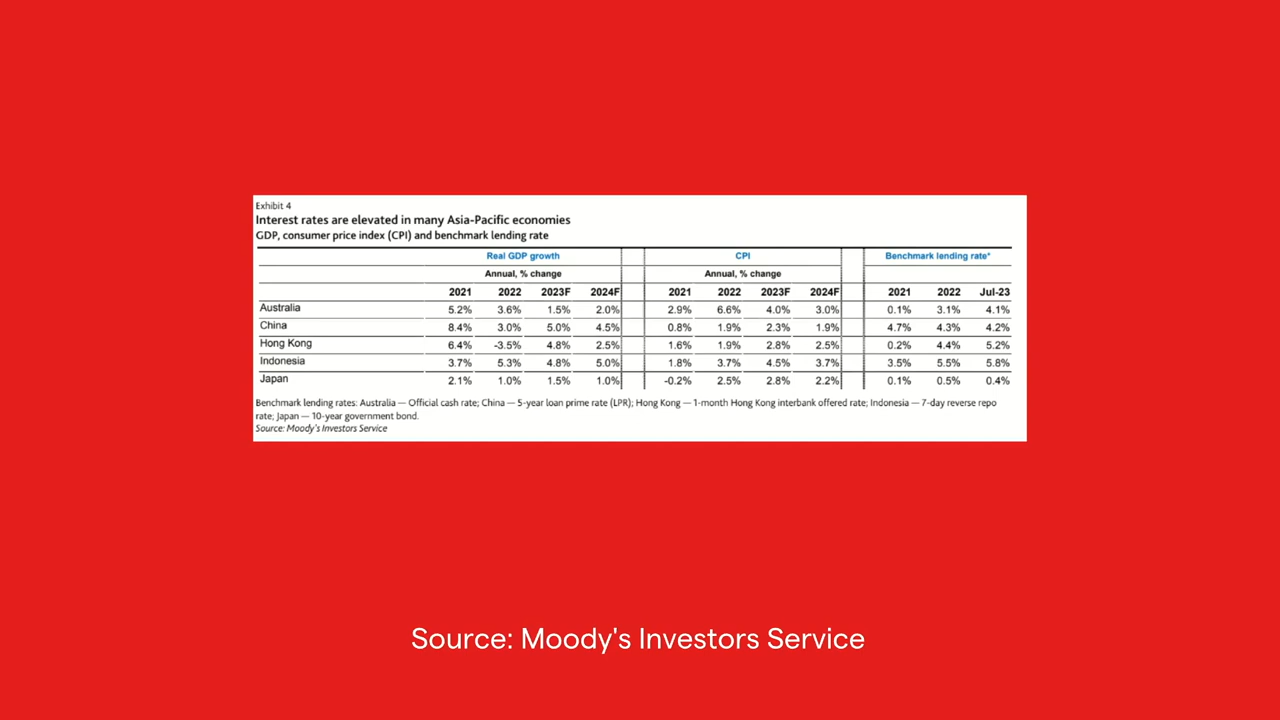 Exhibit 4
Interest rates are elevated in many Asia-Pacific economies
GDP, consumer price index (CPI) and benchmark lending rate
Real GDP growth CPI Benchmark lending rate*
Annual, % change Annual, % change
2021 2022 2023F 2024F 2021 2022 2023F 2024F 2021 2022 Jul-23
Australia 5.2% 3.6% 1.5% 2.0% 2.9% 6.6% 4.0% 3.0% 0.1% 3.1% 4.1%
China 8.4% 3.0% 5.0% 4.5% 0.8% 1.9% 2.3% 1.9% 4.7% 4.3% 4.2%
Hong Kong 6.4% -3.5% 4.8% 2.5% 1.6% 1.9% 2.8% 2.5% 0.2% 4.4% 5.2%
Indonesia 3.7% 5.3% 4.8% 5.0% 1.8% 3.7% 4.5% 3.7% 3.5% 5.5% 5.8%
Japan 2.1% 1.0% 1.5% 1.0% -0.2% 2.5% 2.8% 2.2% 0.1% 0.5% 0.4%
Benchmark lending rates: Australia — Official cash rate; China — 5-year loan prime rate (LPR); Hong Kong — 1-month Hong Kong interbank offered rate; Indonesia — 7-day reverse repo
rate; Japan — 10-year government bond.
Source: Moody's Investors Service
Source: Moody's Investors Service